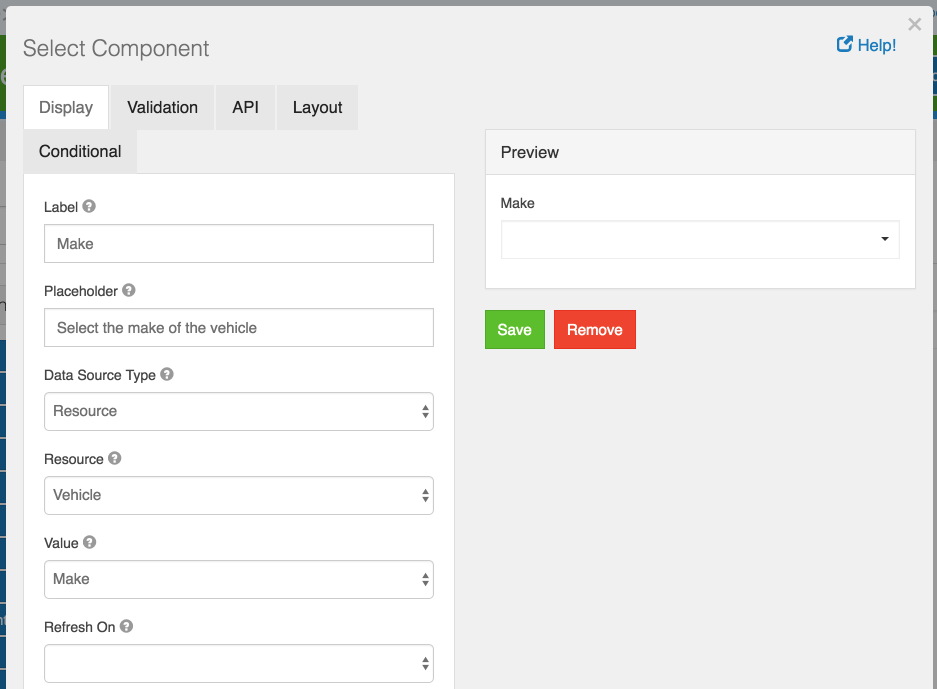 Select Component
×
Help!
Display
Validation
API
Layout
Conditional
Label
Make
Placeholder
Select the make of the vehicle
Data Source Type
Resource
Resource
Vehicle
Value
Make
Refresh On
Preview
Make
Save
Remove